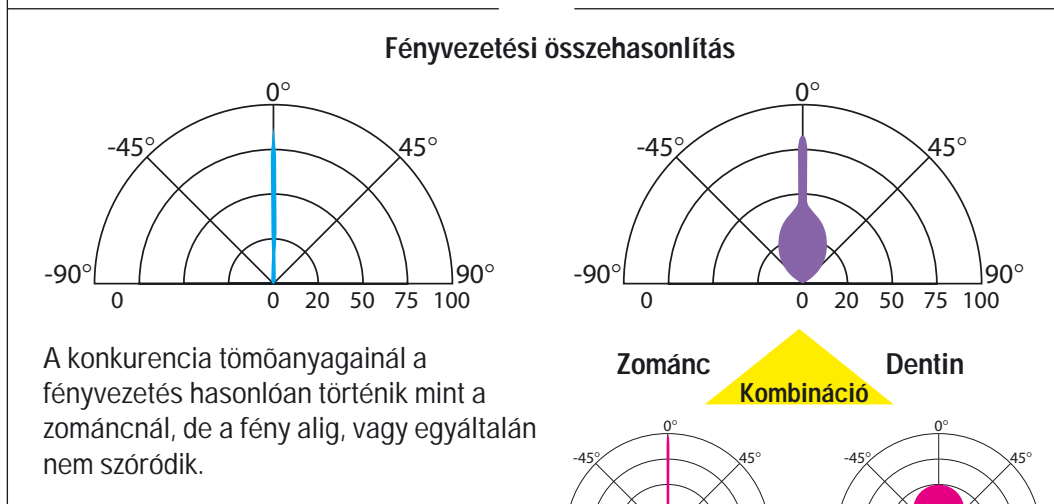 Fényvezetési összehasonlítás
0°
-45° 45°
-90° 90°
0 0 20 50 75 100
0°
-45° 45°
-90° 90°
0 0 20 50 75 100
A konkurencia tömõanyagainál a
fényvezetés hasonlóan történik mint a
zománcnál, de a fény alig, vagy egyáltalán
nem szóródik.
Zománc Dentin
Kombináció
0°
-45° 45°
0°
-45° 45°